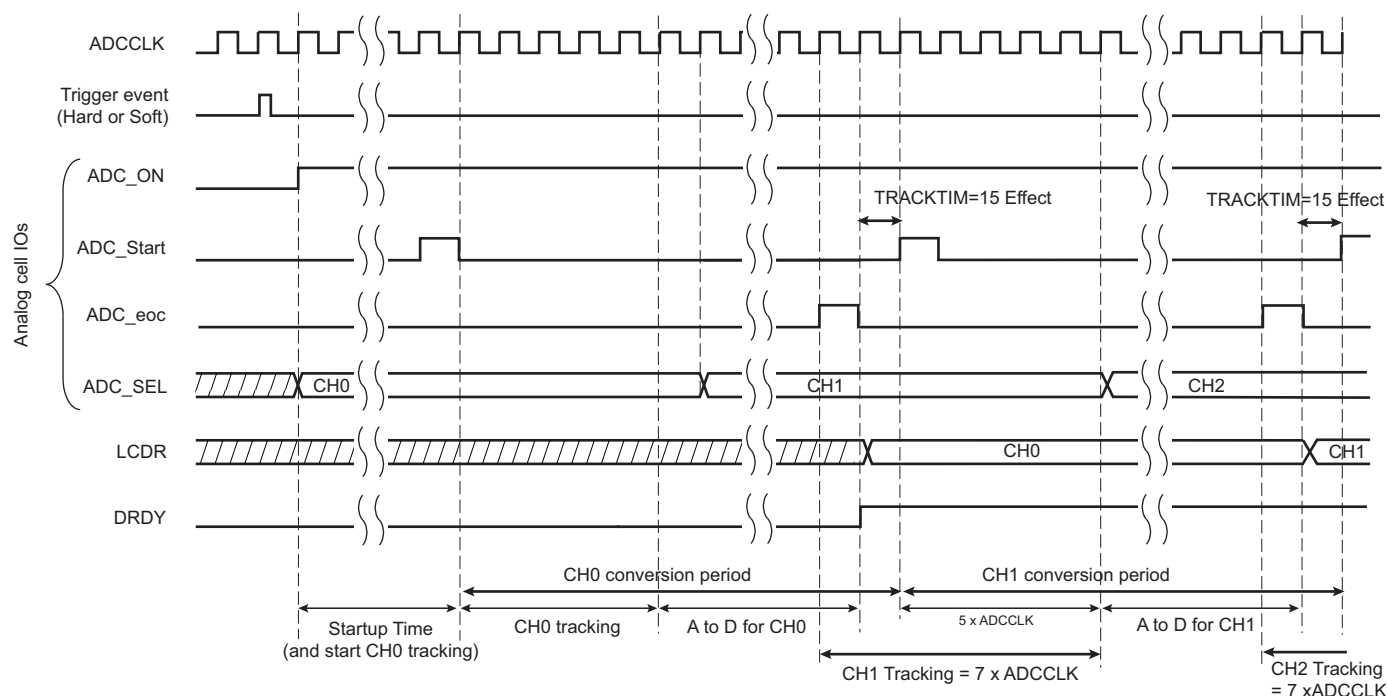 ADCCLK
Trigger event
(Hard or Soft)
Analog cell IOs
ADC_ON
TRACKTIM=15 Effect
TRACKTIM=15 Effect
ADC_Start
ADC_eoc
ADC_SEL
CH0
CH1
CH2
LCDR
CH0
CH1
DRDY
CH0 conversion period
CH1 conversion period
Startup Time
(and start CH0 tracking)
CH0 tracking
A to D for CH0
5 x ADCCLK
A to D for CH1
CH1 Tracking = 7 x ADCCLK
CH2 Tracking
= 7 xADCCLK